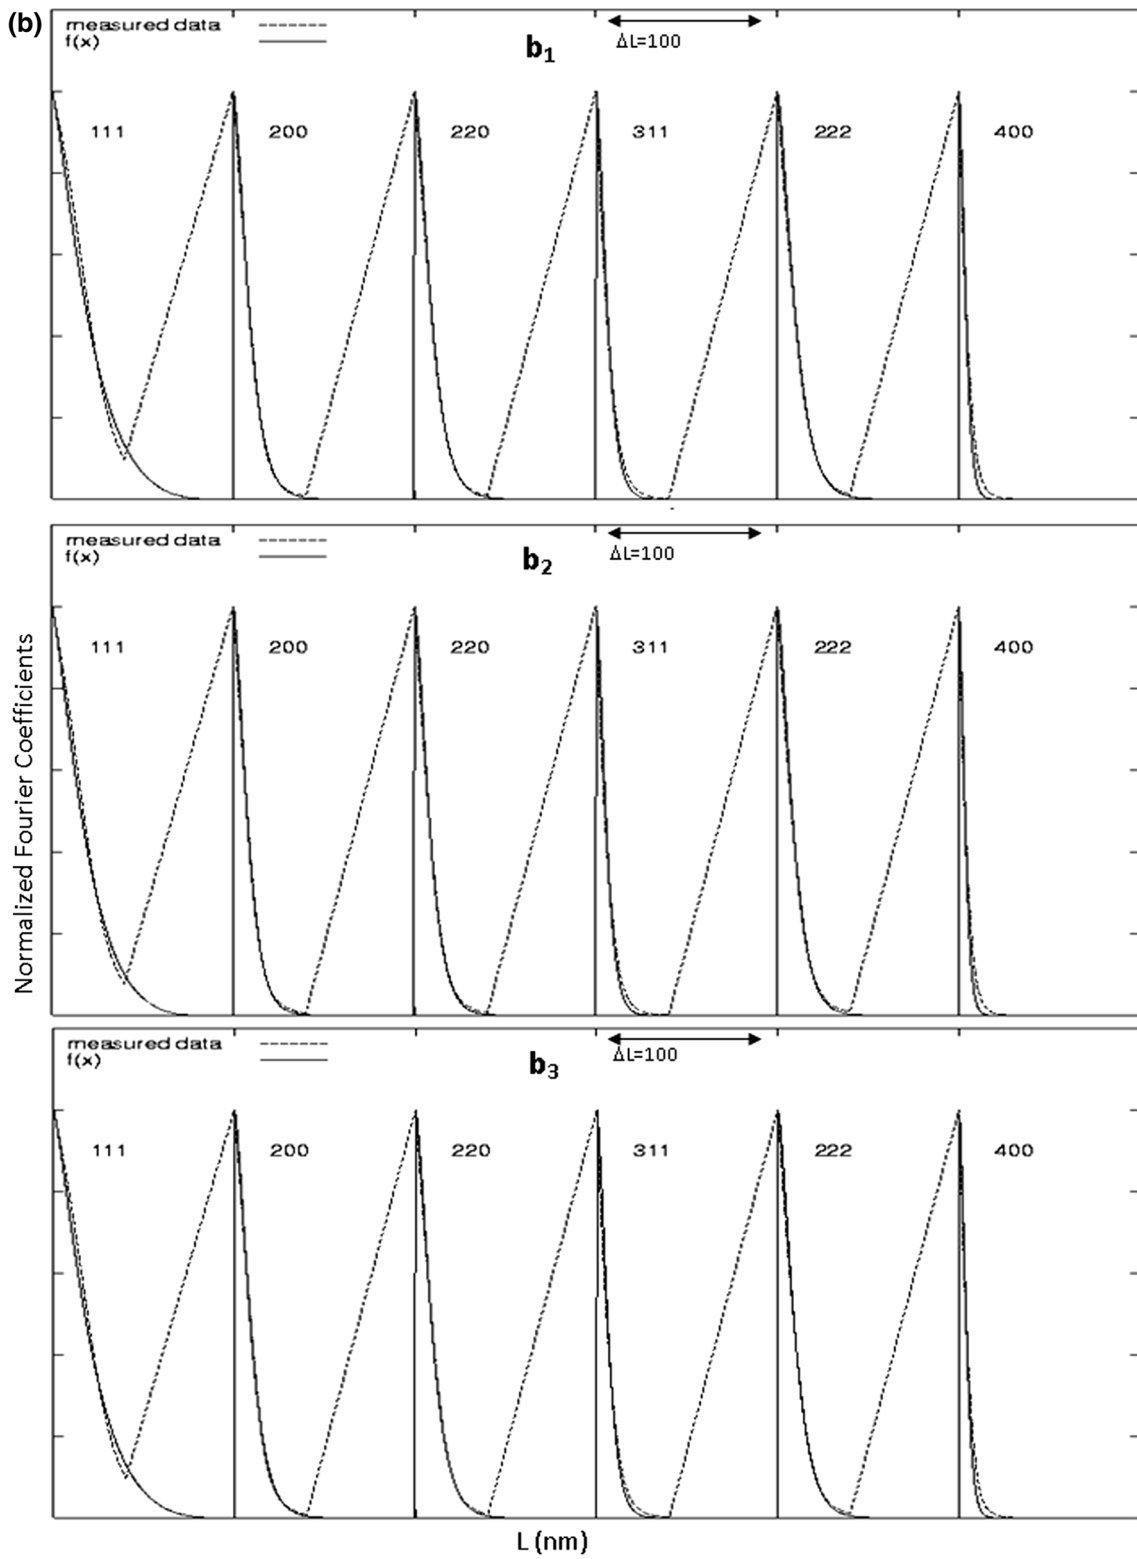 (b)
measured data
f(x)
b1
ΔL=100
111 200 220 311 222 400
measured data
f(x)
b2
ΔL=100
111 200 220 311 222 400
Normalized Fourier Coefficients
measured data
f(x)
b3
ΔL=100
111 200 220 311 222 400
L (nm)